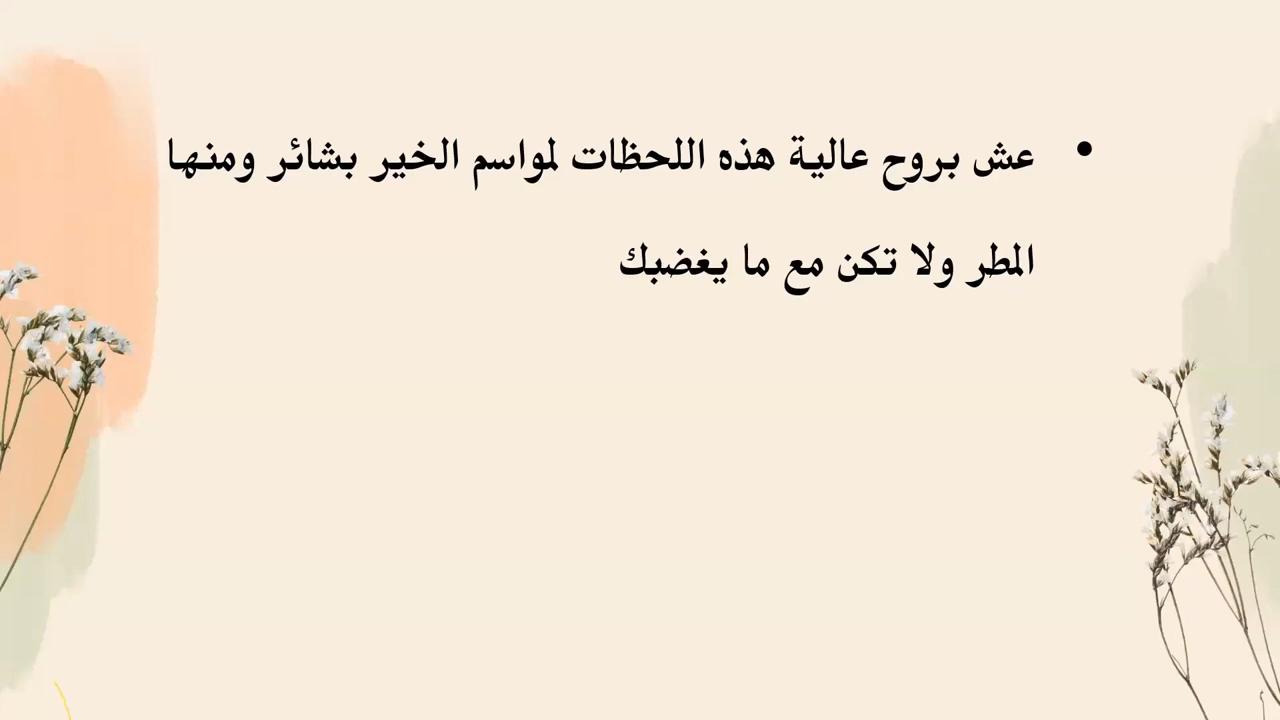 • عش بروح عالية هذه اللحظات لمواسم الخير بشائر ومنها
المطر ولا تكن مع ما يغضبك